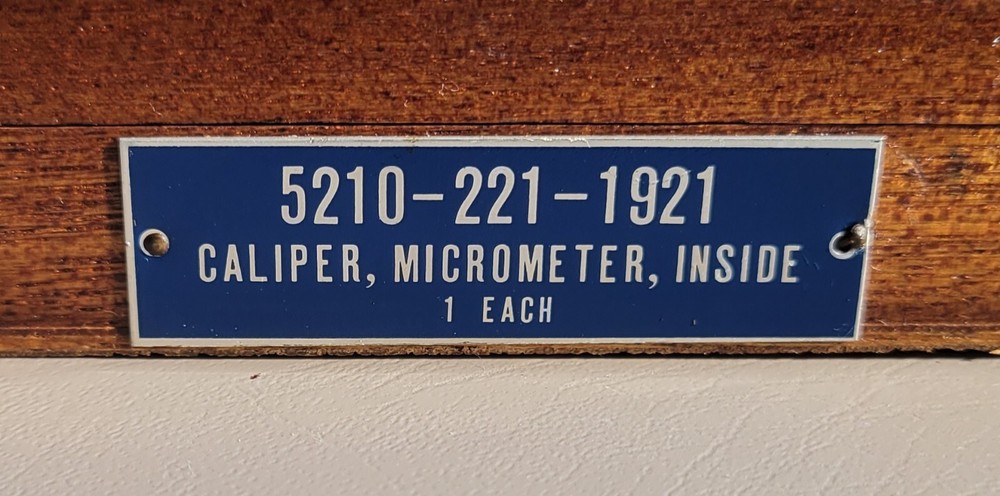 5210-221-1921
CALIPER, MICROMETER, INSIDE
1 EACH